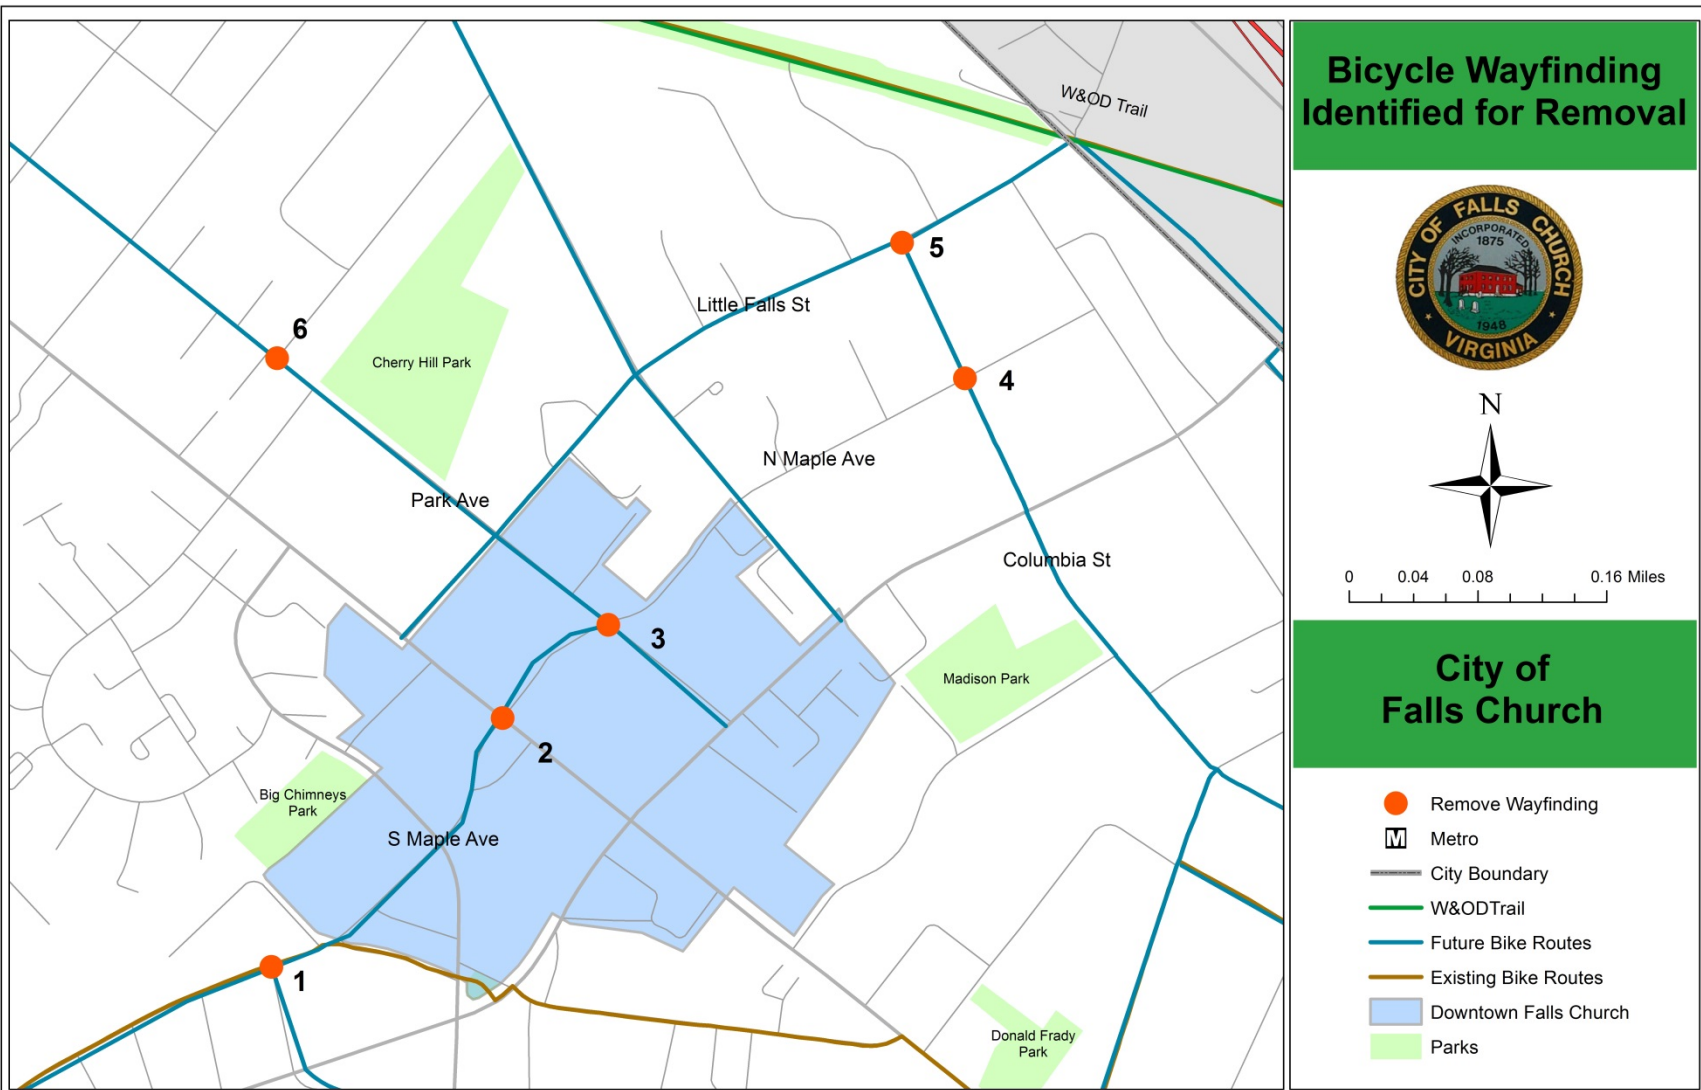 W&OD Trail
5
Little Falls St
6
Cherry Hill Park
4
N Maple Ave
Park Ave
Columbia St
3
Madison Park
2
Big Chimneys
Park
S Maple Ave
1
Donald Frady
Park
Bicycle Wayfinding
Identified for Removal
CITY OF FALLS CHURCH
INCORPORATED
1875
1948
VIRGINIA
N
0 0.04 0.08 0.16 Miles
City of
Falls Church
Remove Wayfinding
M Metro
City Boundary
W&ODTrail
Future Bike Routes
Existing Bike Routes
Downtown Falls Church
Parks